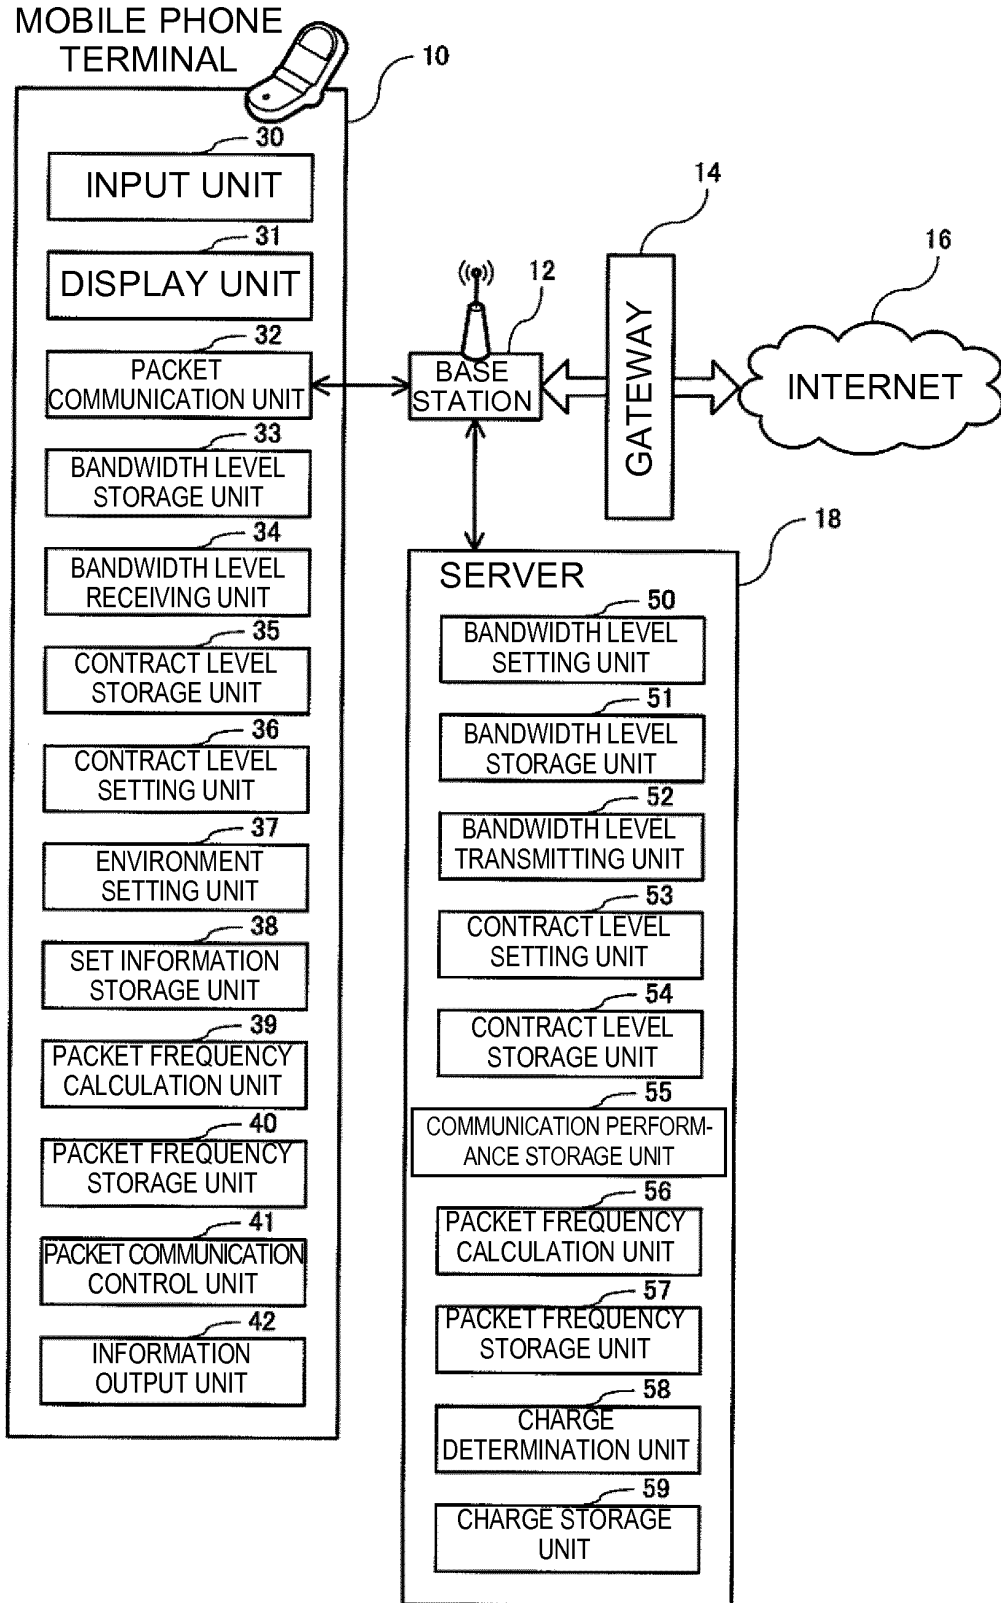 MOBILE PHONE
TERMINAL
10
30
INPUT UNIT
31
DISPLAY UNIT
32
PACKET
COMMUNICATION UNIT
33
BANDWIDTH LEVEL
STORAGE UNIT
34
BANDWIDTH LEVEL
RECEIVING UNIT
35
CONTRACT LEVEL
STORAGE UNIT
36
CONTRACT LEVEL
SETTING UNIT
37
ENVIRONMENT
SETTING UNIT
38
SET INFORMATION
STORAGE UNIT
39
PACKET FREQUENCY
CALCULATION UNIT
40
PACKET FREQUENCY
STORAGE UNIT
41
PACKET COMMUNICATION
CONTROL UNIT
42
INFORMATION
OUTPUT UNIT
12
BASE
STATION
14
GATEWAY
16
INTERNET
18
SERVER
50
BANDWIDTH LEVEL
SETTING UNIT
51
BANDWIDTH LEVEL
STORAGE UNIT
52
BANDWIDTH LEVEL
TRANSMITTING UNIT
53
CONTRACT LEVEL
SETTING UNIT
54
CONTRACT LEVEL
STORAGE UNIT
55
COMMUNICATION PERFORM-
ANCE STORAGE UNIT
56
PACKET FREQUENCY
CALCULATION UNIT
57
PACKET FREQUENCY
STORAGE UNIT
58
CHARGE
DETERMINATION UNIT
59
CHARGE STORAGE
UNIT